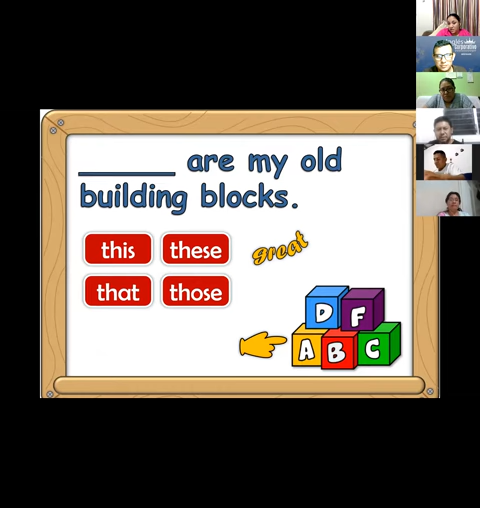 ______ are my old
building blocks.
this these
great
that those
D F
A B C